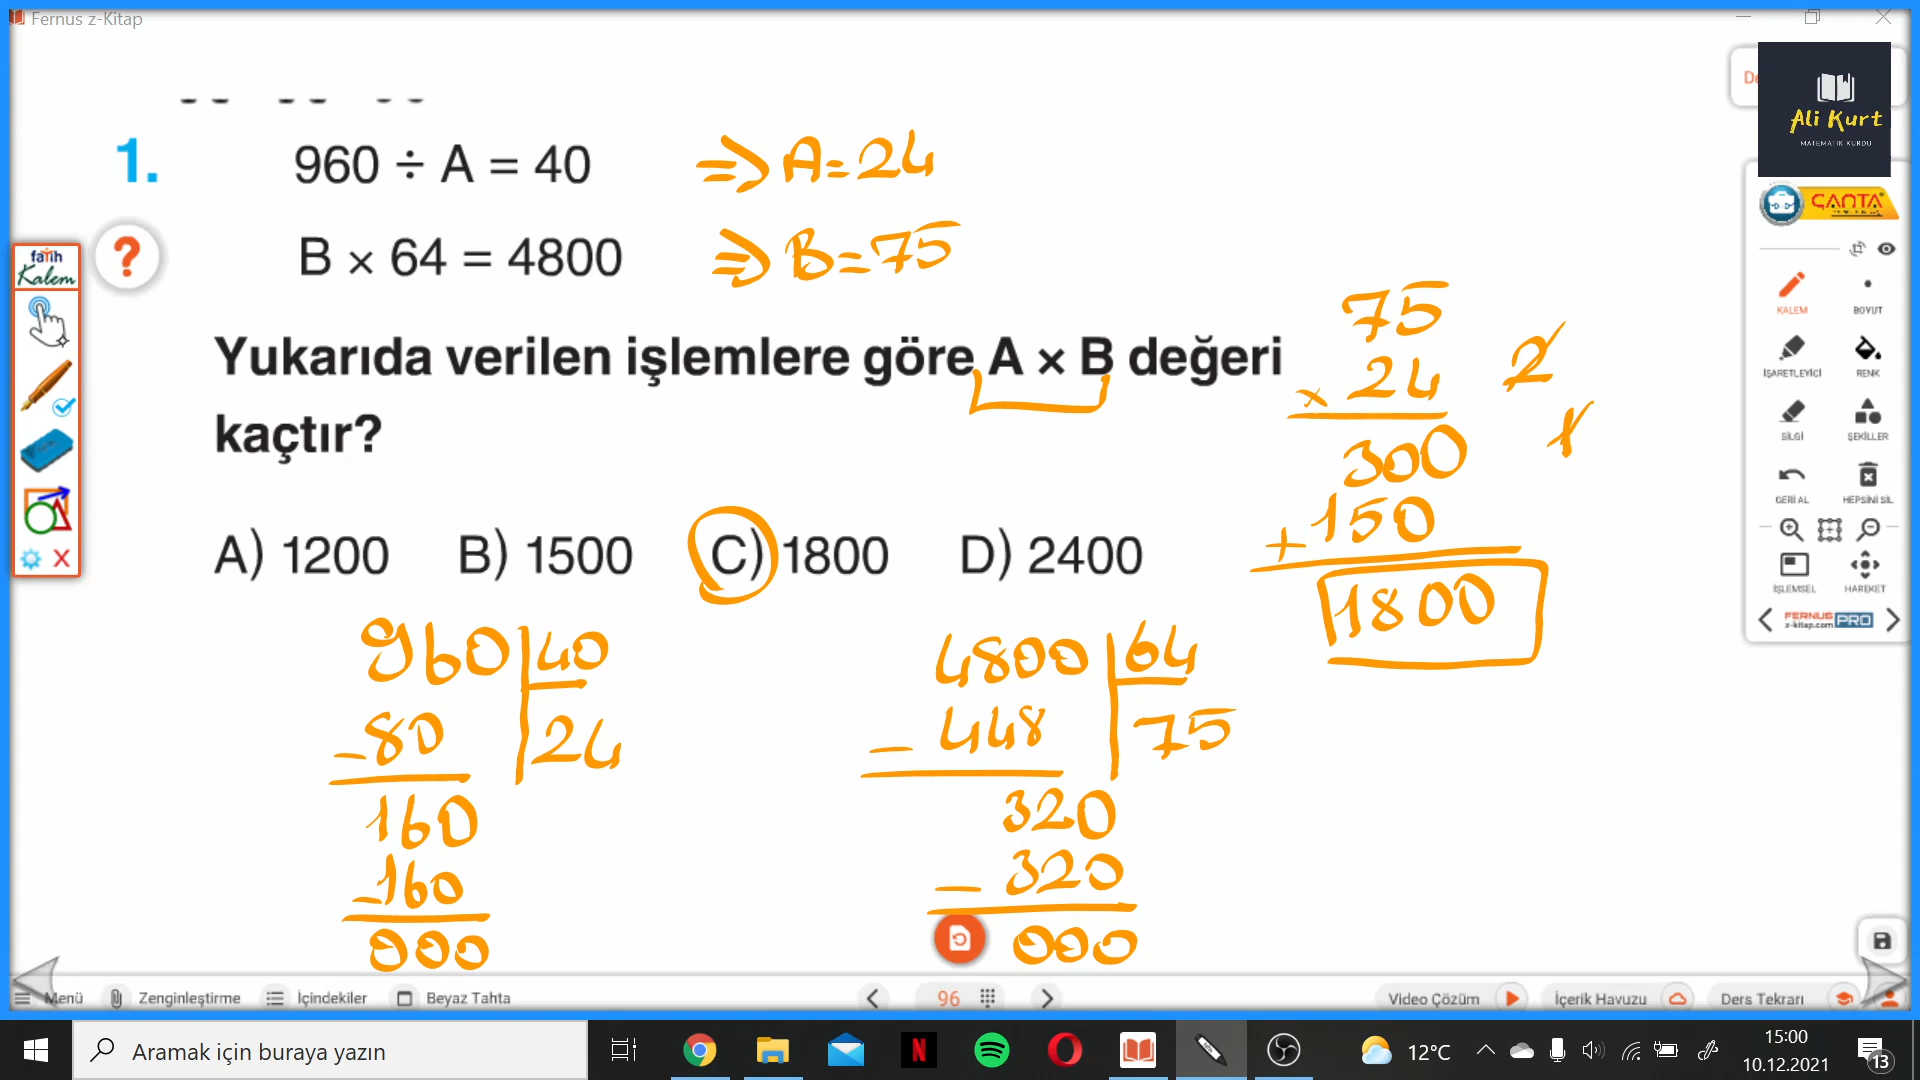 Fernus z-Kitap
Ali Kurt
MATEMATİK KURDU
1.
960 ÷ A = 40
=> A=24
B × 64 = 4800
=> B=75
Yukarıda verilen işlemlere göre A × B değeri
kaçtır?
A) 1200 B) 1500 C) 1800 D) 2400
75
× 24
300
+150
1800
2
1
960 40
-80 24
160
-160
000
4800 64
- 448 75
320
- 320
000
fatih
Kalem
?
ÇANTA
KALEM BOYUT
İŞARETLEYİCİ RENK
SİLGİ ŞEKİLLER
GERİ AL HEPSİNİ SİL
İŞLEMSEL HAREKET
FERNUS PRO
z-kitap.com
Menü Zenginleştirme İçindekiler Beyaz Tahta 96 Video Çözüm İçerik Havuzu Ders Tekrarı
Aramak için buraya yazın
12°C
15:00
10.12.2021
13